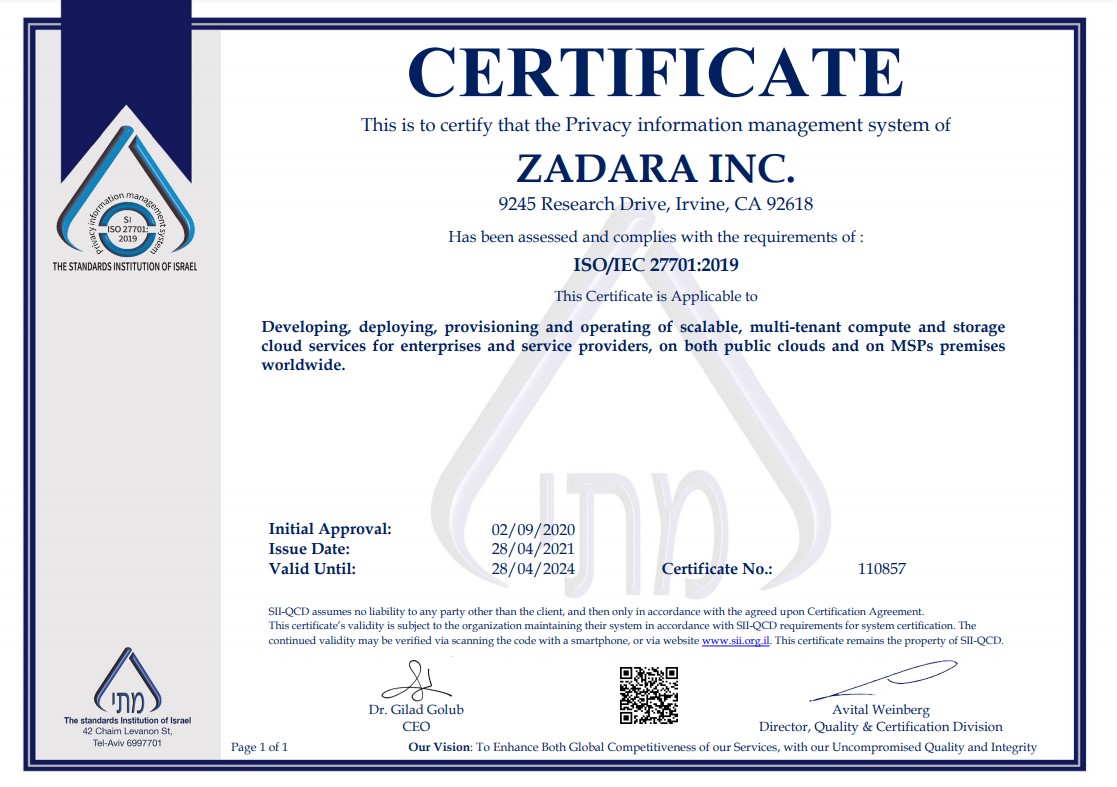 CERTIFICATE
This is to certify that the Privacy information management system of
ZADARA INC.
9245 Research Drive, Irvine, CA 92618
Has been assessed and complies with the requirements of :
ISO/IEC 27701:2019
This Certificate is Applicable to
Developing, deploying, provisioning and operating of scalable, multi-tenant compute and storage
cloud services for enterprises and service providers, on both public clouds and on MSPs premises
worldwide.
Privacy information management system
SI
ISO 27701:
2019
THE STANDARDS INSTITUTION OF ISRAEL
מתי
Initial Approval: 02/09/2020
Issue Date: 28/04/2021
Valid Until: 28/04/2024 Certificate No.: 110857
SII-QCD assumes no liability to any party other than the client, and then only in accordance with the agreed upon Certification Agreement.
This certificate's validity is subject to the organization maintaining their system in accordance with SII-QCD requirements for system certification. The
continued validity may be verified via scanning the code with a smartphone, or via website www.sii.org.il. This certificate remains the property of SII-QCD.
Dr. Gilad Golub
CEO
Avital Weinberg
Director, Quality & Certification Division
מתי
The standards Institution of Israel
42 Chaim Levanon St,
Tel-Aviv 6997701
Page 1 of 1
Our Vision: To Enhance Both Global Competitiveness of our Services, with our Uncompromised Quality and Integrity